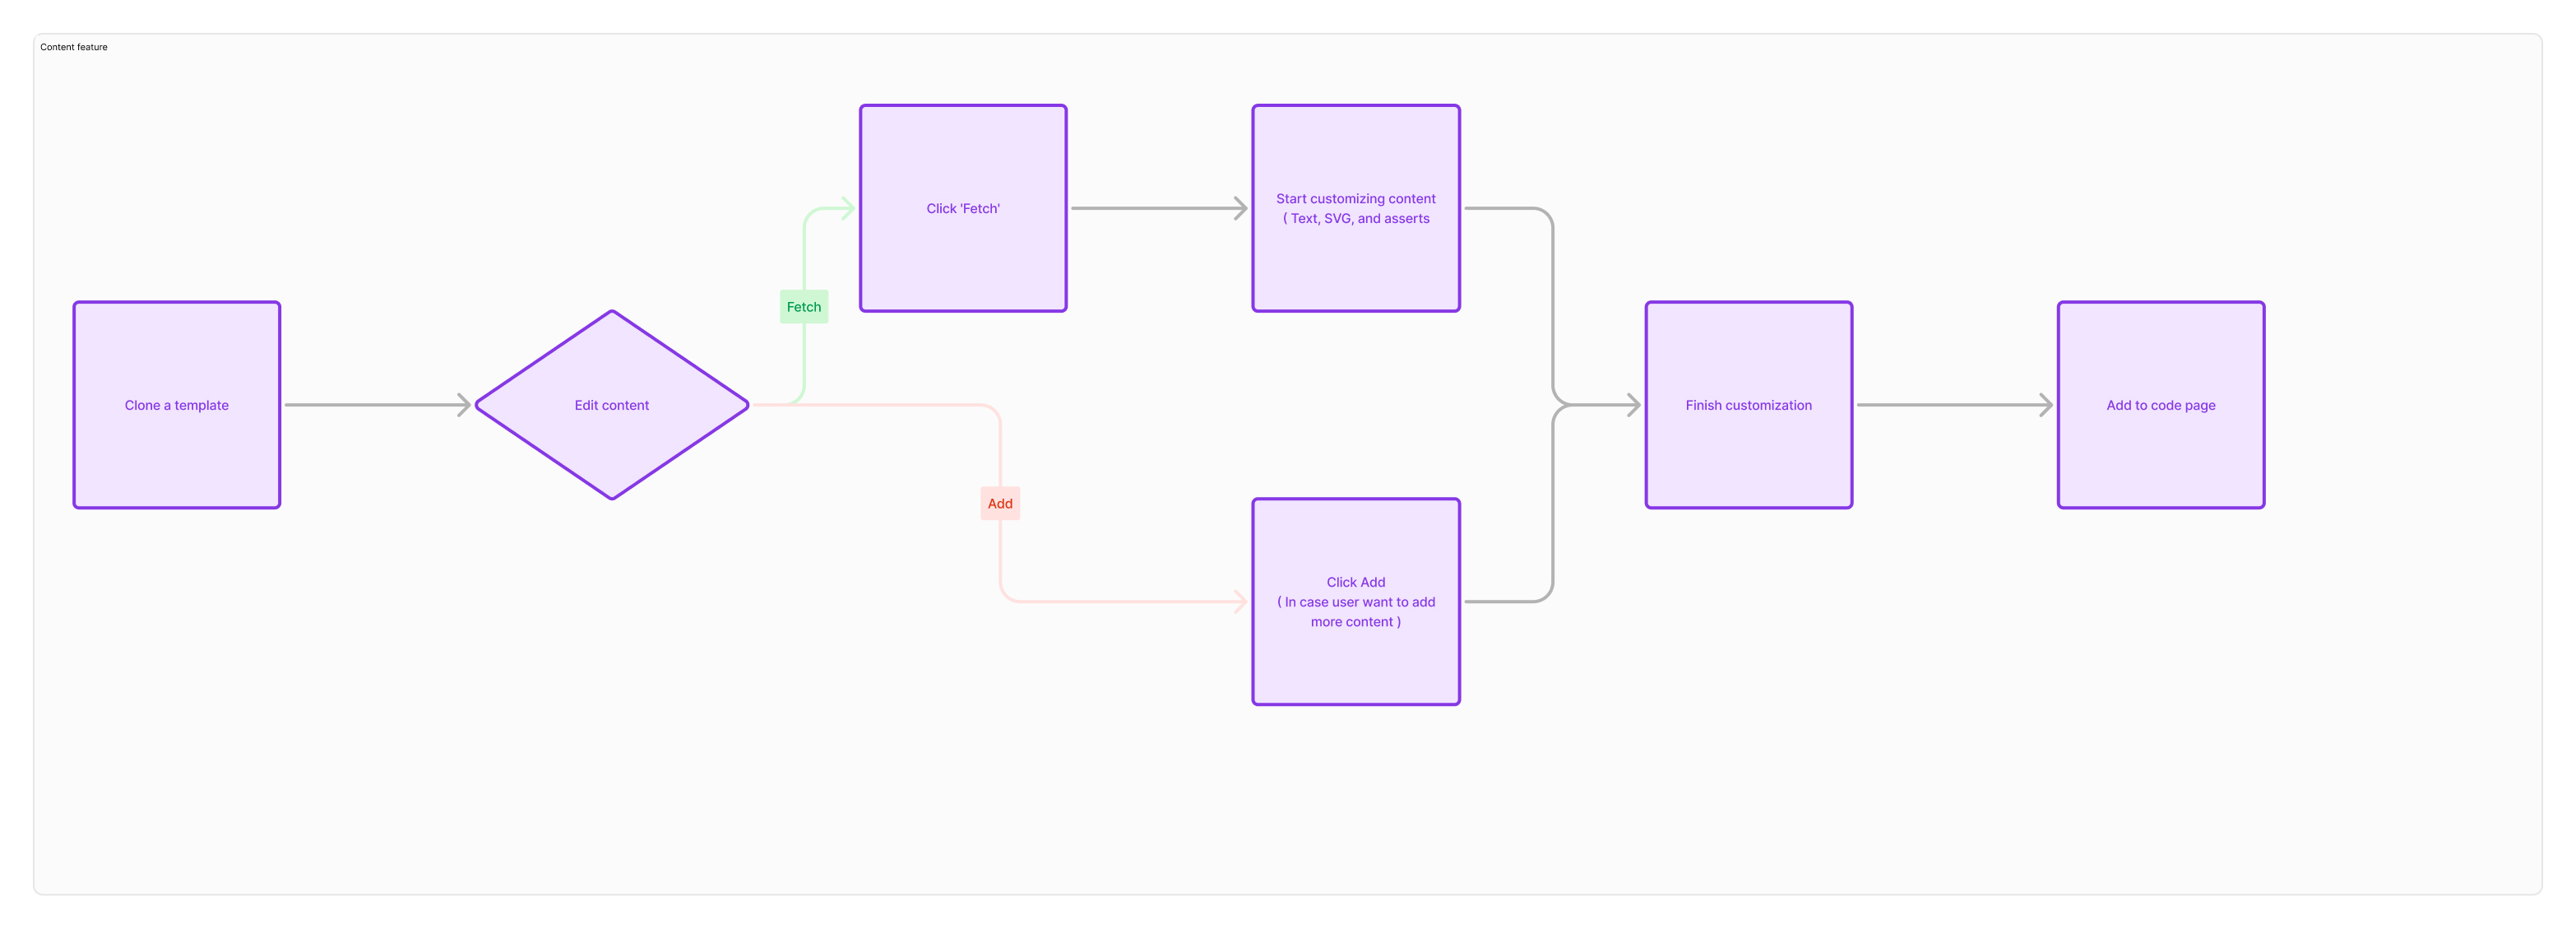 Content feature
Clone a template
Edit content
Fetch
Click 'Fetch'
Start customizing content
( Text, SVG, and asserts
Add
Click Add
( In case user want to add
more content )
Finish customization
Add to code page